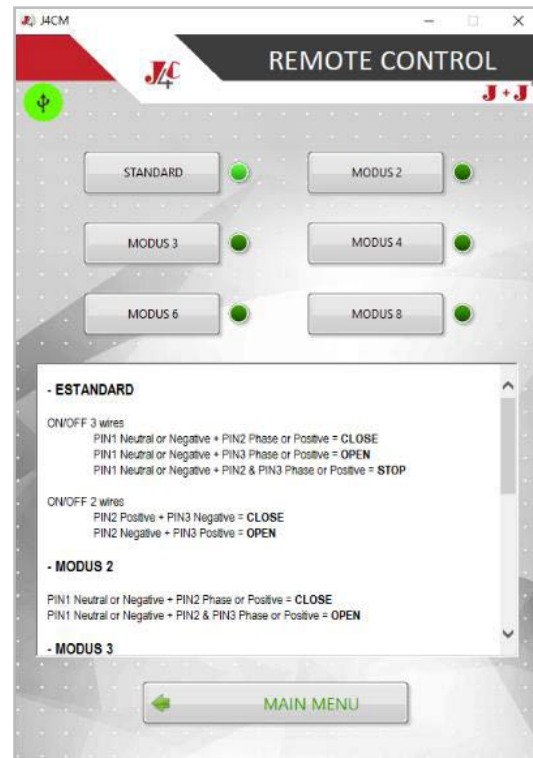 J4CM
J4C
REMOTE CONTROL
J+J
STANDARD
MODUS 2
MODUS 3
MODUS 4
MODUS 6
MODUS 8
- ESTANDARD
ON/OFF 3 wires
PIN1 Neutral or Negative + PIN2 Phase or Positive = CLOSE
PIN1 Neutral or Negative + PIN3 Phase or Positive = OPEN
PIN1 Neutral or Negative + PIN2 & PIN3 Phase or Positive = STOP
ON/OFF 2 wires
PIN2 Positive + PIN3 Negative = CLOSE
PIN2 Negative + PIN3 Positive = OPEN
- MODUS 2
PIN1 Neutral or Negative + PIN2 Phase or Positive = CLOSE
PIN1 Neutral or Negative + PIN2 & PIN3 Phase or Positive = OPEN
- MODUS 3
MAIN MENU